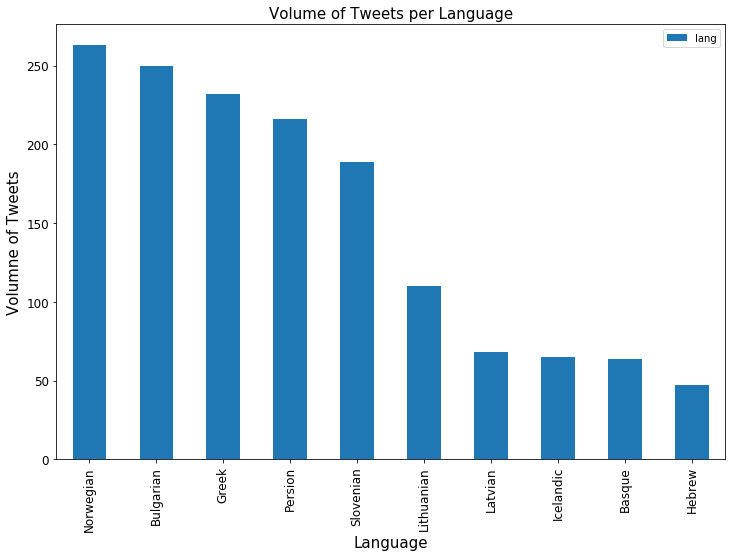 Volume of Tweets per Language
lang
Volumne of Tweets
250
200
150
100
50
0
Norwegian
Bulgarian
Greek
Persion
Slovenian
Lithuanian
Latvian
Icelandic
Basque
Hebrew
Language